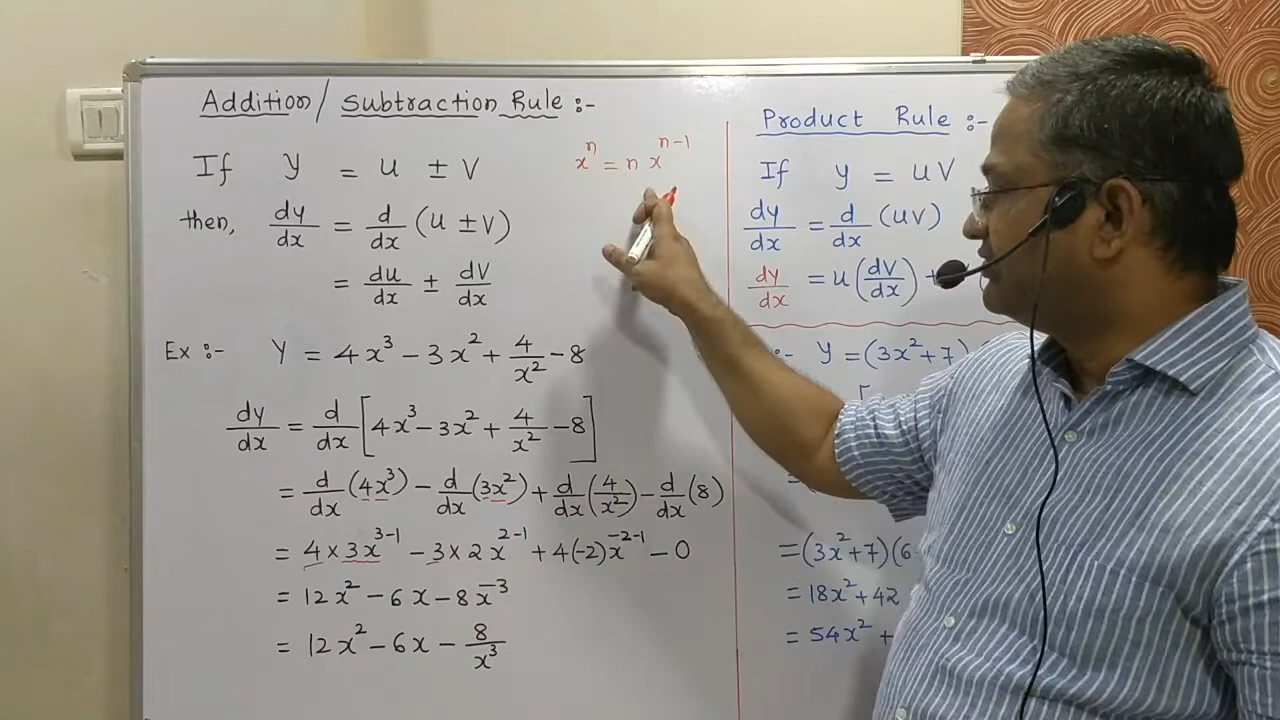 Addition/Subtraction Rule :-
If y = u ± v
then, dy/dx = d/dx (u ± v)
= du/dx ± dv/dx
xⁿ = n xⁿ⁻¹
Ex :- Y = 4x³ - 3x² + 4/x² - 8
dy/dx = d/dx [4x³ - 3x² + 4/x² - 8]
= d/dx (4x³) - d/dx (3x²) + d/dx (4/x²) - d/dx (8)
= 4 × 3x³⁻¹ - 3 × 2x²⁻¹ + 4(-2)x⁻²⁻¹ - 0
= 12x² - 6x - 8x⁻³
= 12x² - 6x - 8/x³
Product Rule :-
If y = uv
dy/dx = d/dx (uv)
dy/dx = u(dv/dx) +
:- Y = (3x² + 7)
= (3x² + 7)(6
= 18x² + 42
= 54x² +